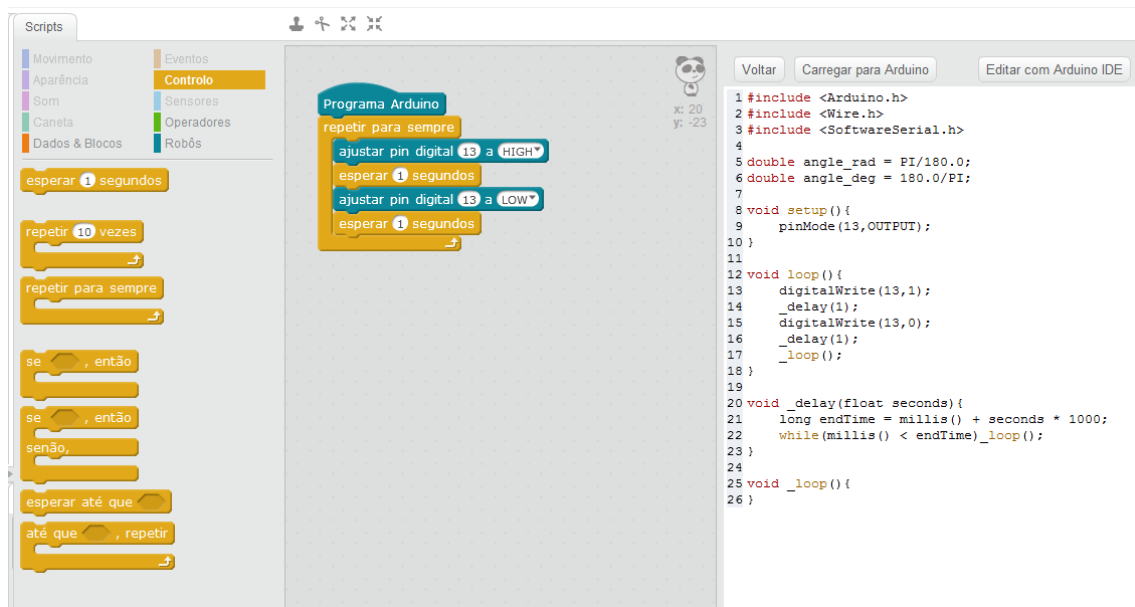 Scripts
Movimento
Eventos
Aparência
Controlo
Som
Sensores
Caneta
Operadores
Dados & Blocos
Robôs
esperar 1 segundos
repetir 10 vezes
repetir para sempre
se , então
se , então
senão,
esperar até que
até que , repetir
Programa Arduino
repetir para sempre
ajustar pin digital 13 a HIGH
esperar 1 segundos
ajustar pin digital 13 a LOW
esperar 1 segundos
x: 20
y: -23
Voltar
Carregar para Arduino
Editar com Arduino IDE
1 #include <Arduino.h>
2 #include <Wire.h>
3 #include <SoftwareSerial.h>
4
5 double angle_rad = PI/180.0;
6 double angle_deg = 180.0/PI;
7
8 void setup(){
9     pinMode(13,OUTPUT);
10 }
11
12 void loop(){
13     digitalWrite(13,1);
14     _delay(1);
15     digitalWrite(13,0);
16     _delay(1);
17     _loop();
18 }
19
20 void _delay(float seconds){
21     long endTime = millis() + seconds * 1000;
22     while(millis() < endTime)_loop();
23 }
24
25 void _loop(){
26 }